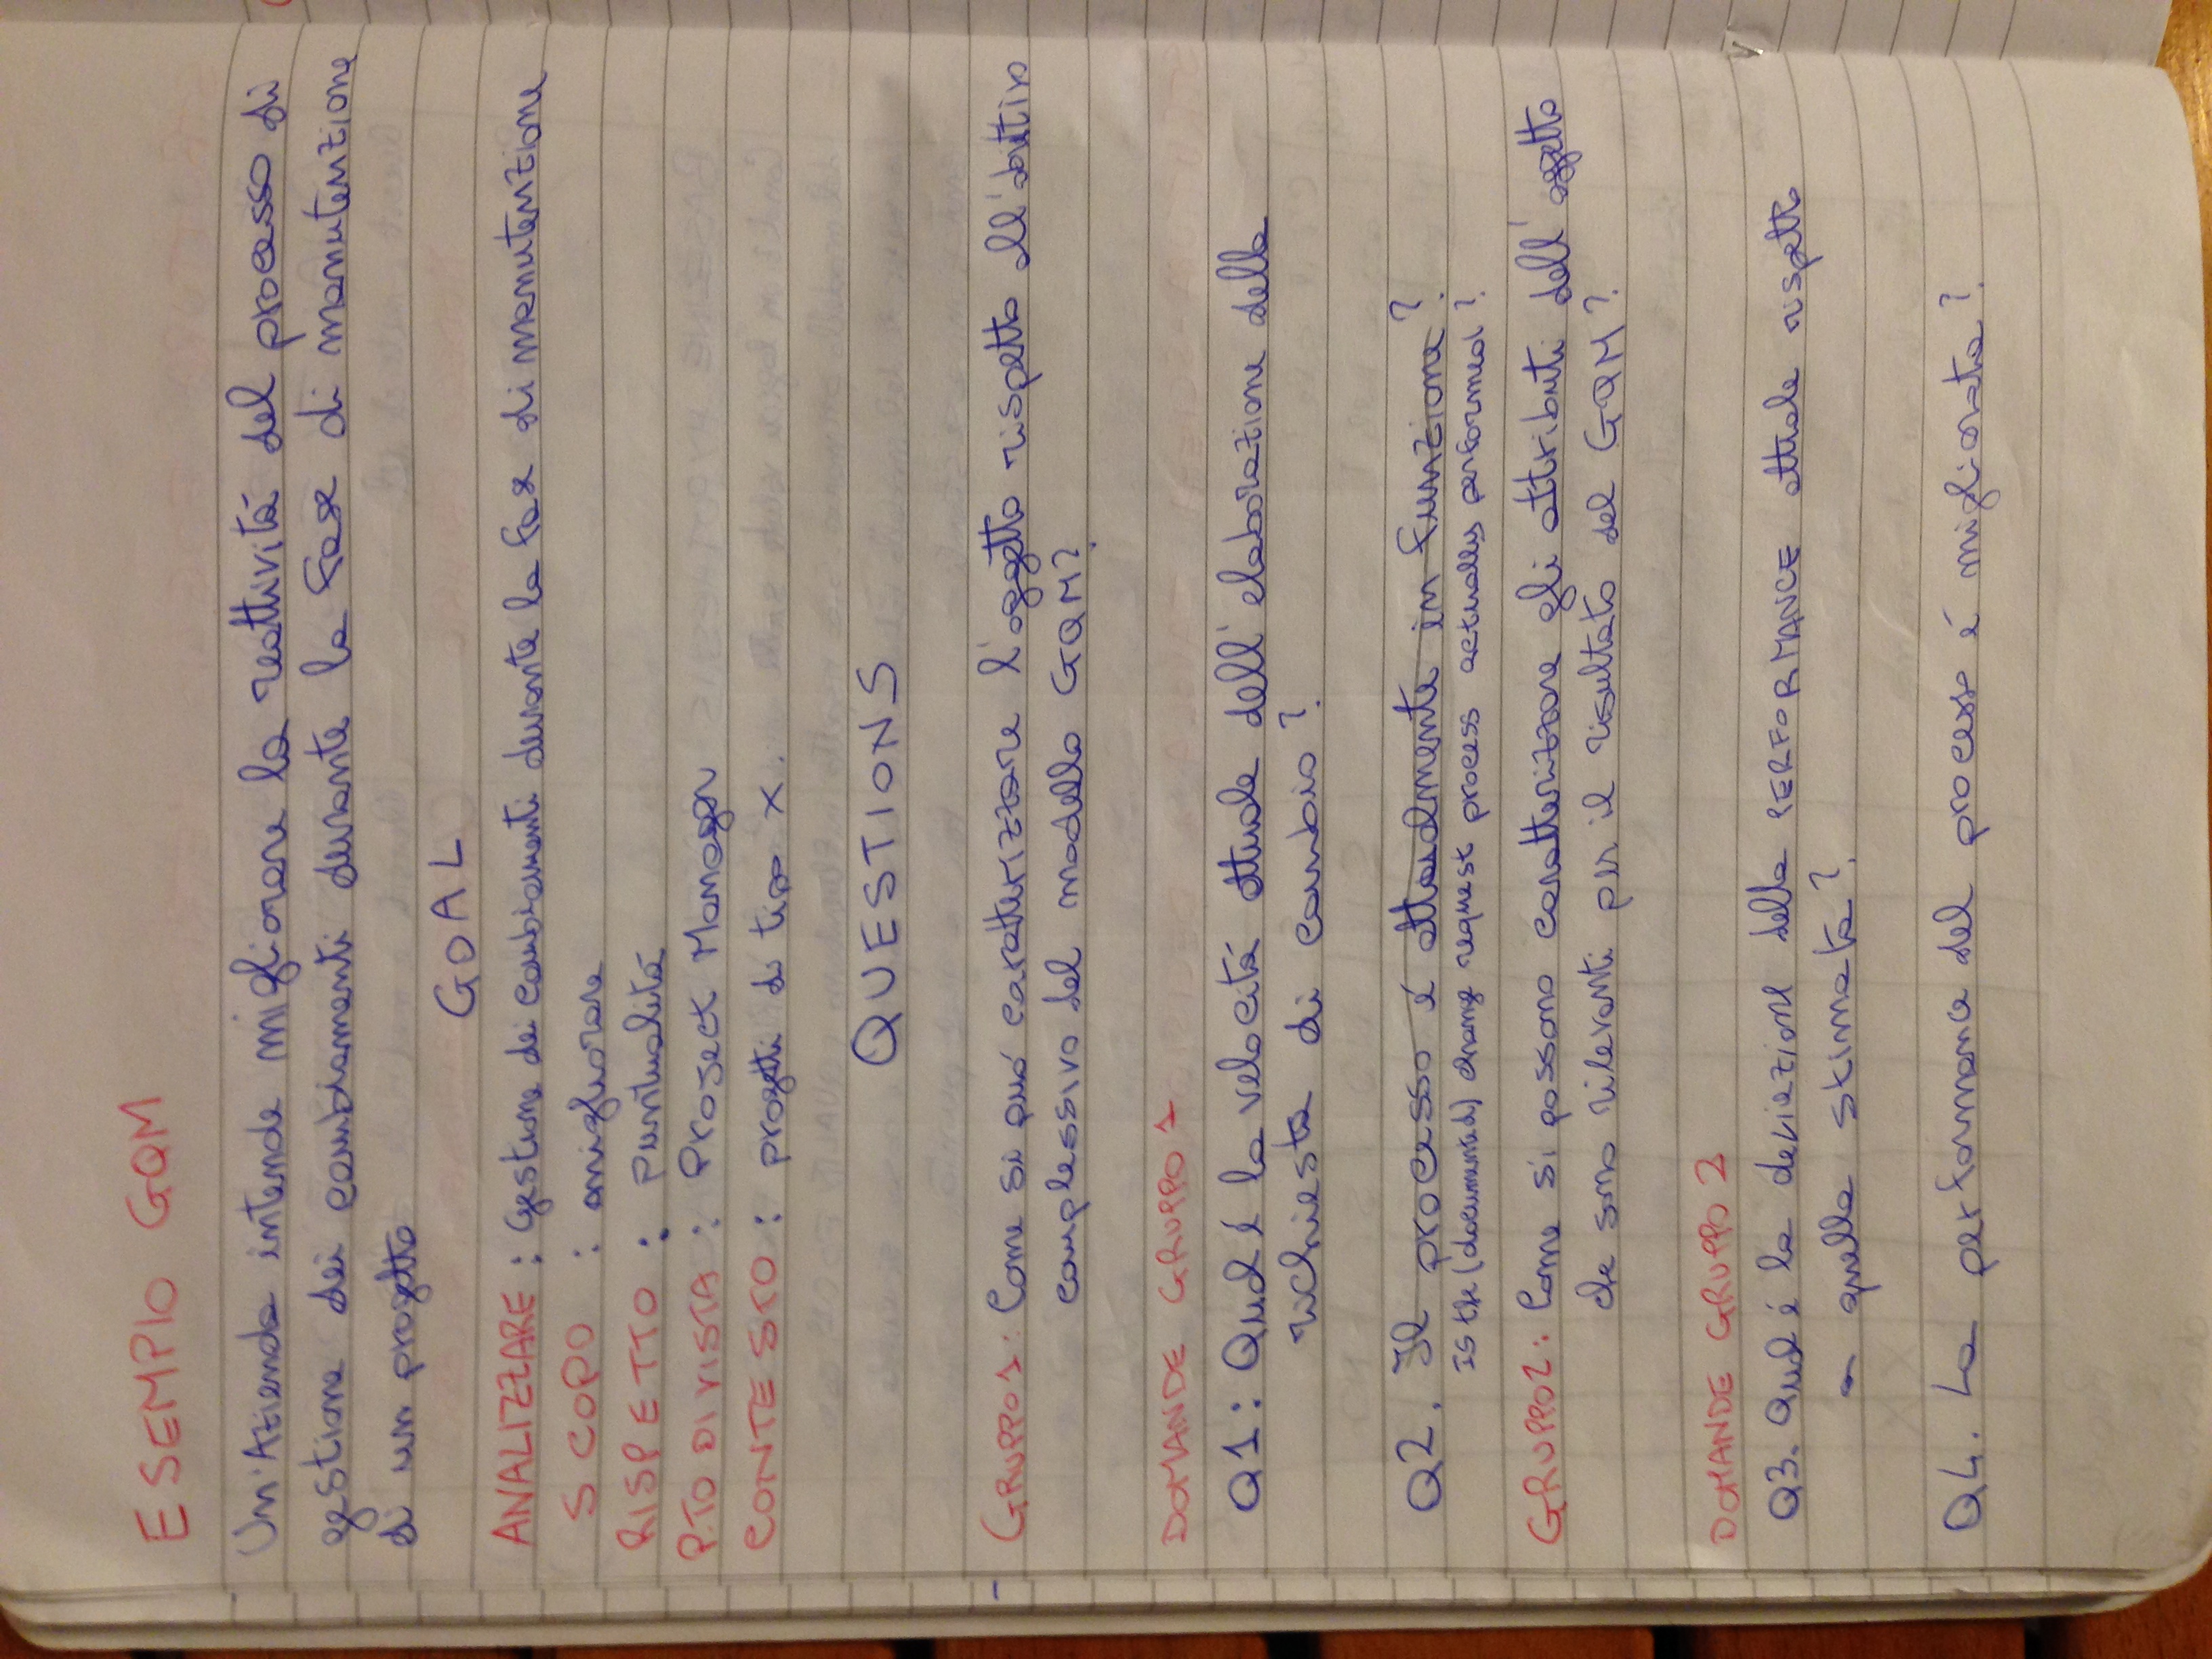 ESEMPIO GQM
Un'Azienda intende migliorare la reattività del processo di
gestione dei cambiamenti durante la fase di manutenzione
di un progetto
GOAL
ANALIZZARE : Gestione dei cambiamenti durante la fase di manutenzione
SCOPO : migliorare
RISPETTO : puntualità
P.TO DI VISTA : Project Manager
CONTESTO : progetti di tipo X.
QUESTIONS
GRUPPO 1 : Come si può caratterizzare l'oggetto rispetto all'obiettivo
complessivo del modello GQM?
DOMANDE GRUPPO 1
Q1 : Qual é la velocità attuale dell'elaborazione della
richiesta di cambio ?
Q2. Il processo é attualmente in funzione ?
Is the (documented) change request process actually performed ?
GRUPPO 2 : Come si possono caratterizzare gli attributi dell'oggetto
che sono rilevanti per il risultato del GQM ?
DOMANDE GRUPPO 2
Q3. Qual é la deviazione della PERFORMANCE attuale rispetto
a quella stimata ?
Q4. La performance del processo é migliorata ?